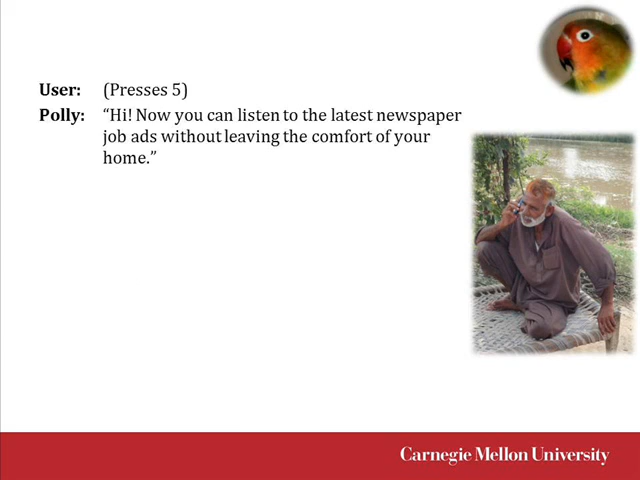 User: (Presses 5)
Polly: “Hi! Now you can listen to the latest newspaper
job ads without leaving the comfort of your
home.”
Carnegie Mellon University